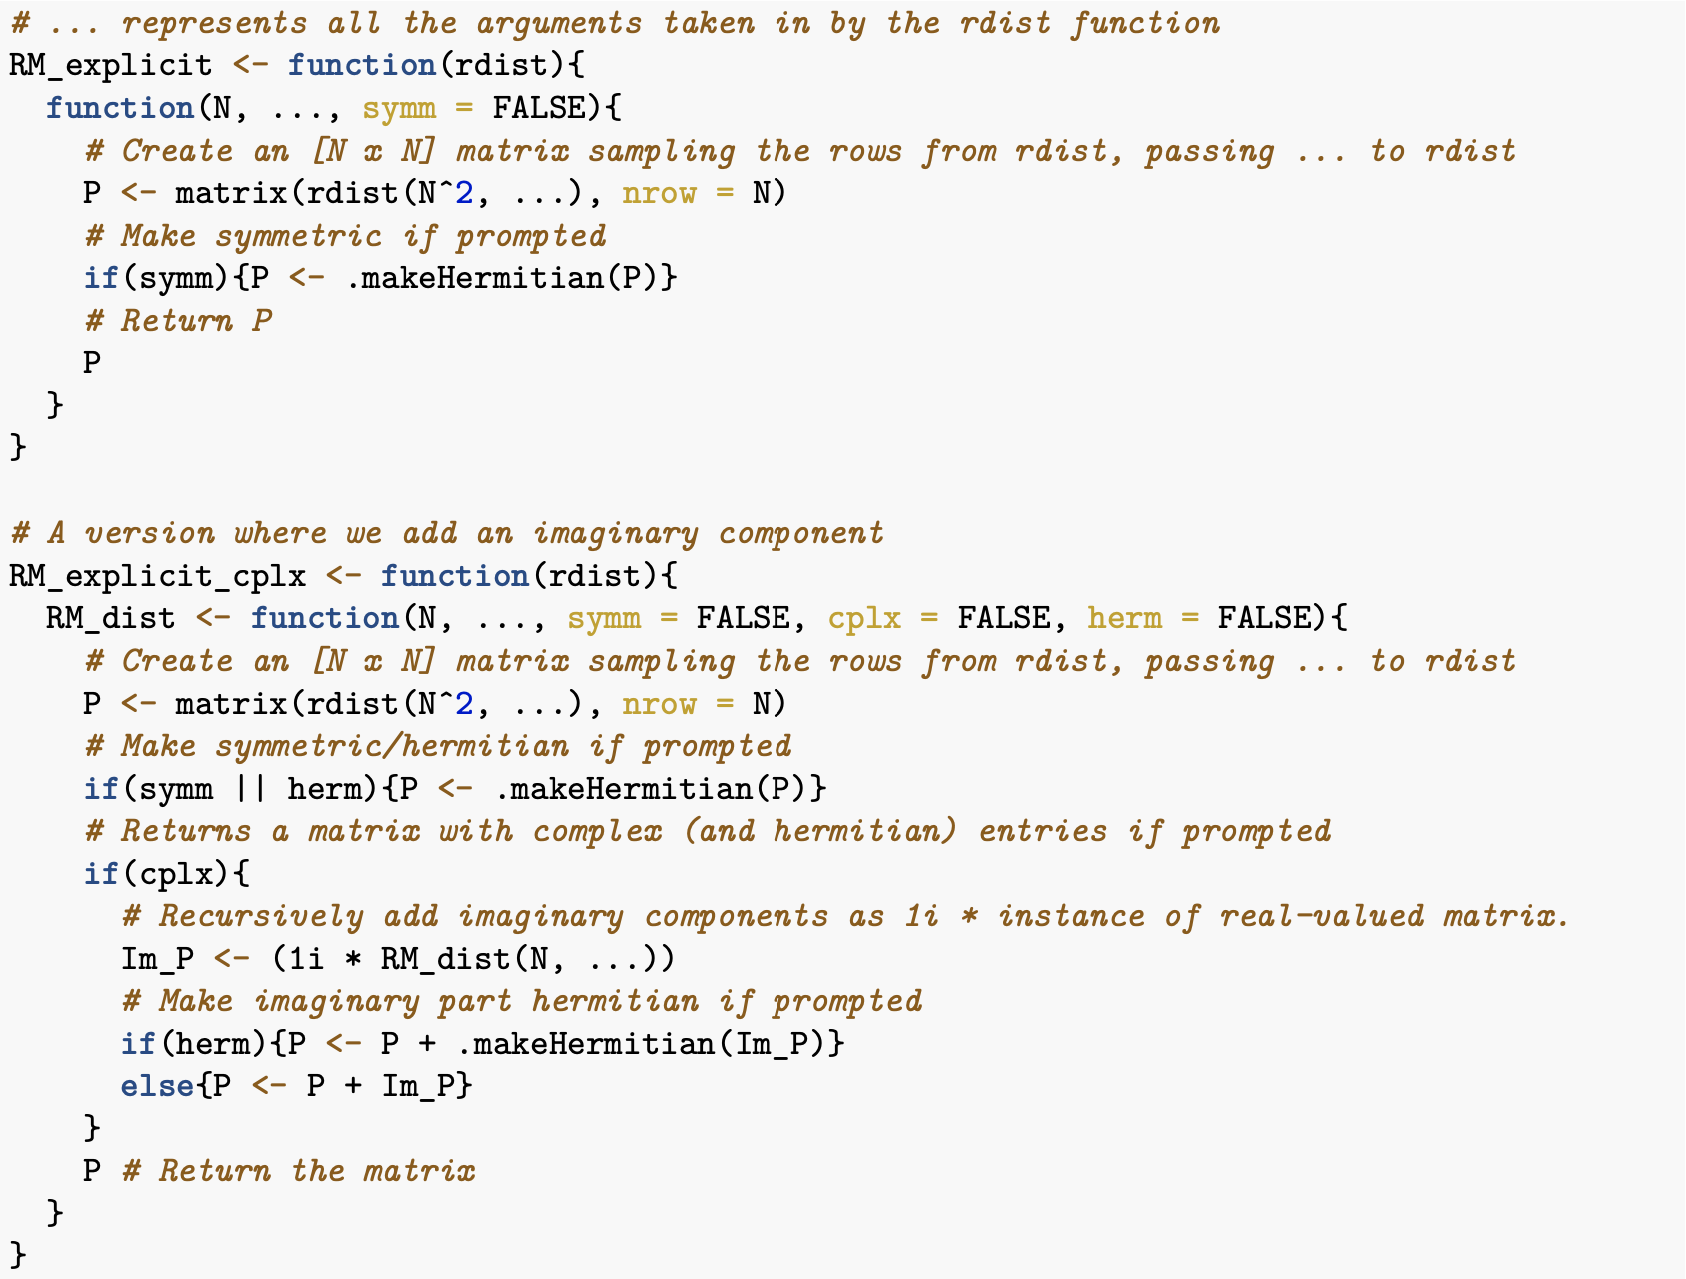 # ... represents all the arguments taken in by the rdist function
RM_explicit <- function(rdist){
  function(N, ..., symm = FALSE){
    # Create an [N x N] matrix sampling the rows from rdist, passing ... to rdist
    P <- matrix(rdist(N^2, ...), nrow = N)
    # Make symmetric if prompted
    if(symm){P <- .makeHermitian(P)}
    # Return P
    P
  }
}

# A version where we add an imaginary component
RM_explicit_cplx <- function(rdist){
  RM_dist <- function(N, ..., symm = FALSE, cplx = FALSE, herm = FALSE){
    # Create an [N x N] matrix sampling the rows from rdist, passing ... to rdist
    P <- matrix(rdist(N^2, ...), nrow = N)
    # Make symmetric/hermitian if prompted
    if(symm || herm){P <- .makeHermitian(P)}
    # Returns a matrix with complex (and hermitian) entries if prompted
    if(cplx){
      # Recursively add imaginary components as 1i * instance of real-valued matrix.
      Im_P <- (1i * RM_dist(N, ...))
      # Make imaginary part hermitian if prompted
      if(herm){P <- P + .makeHermitian(Im_P)}
      else{P <- P + Im_P}
    }
    P # Return the matrix
  }
}